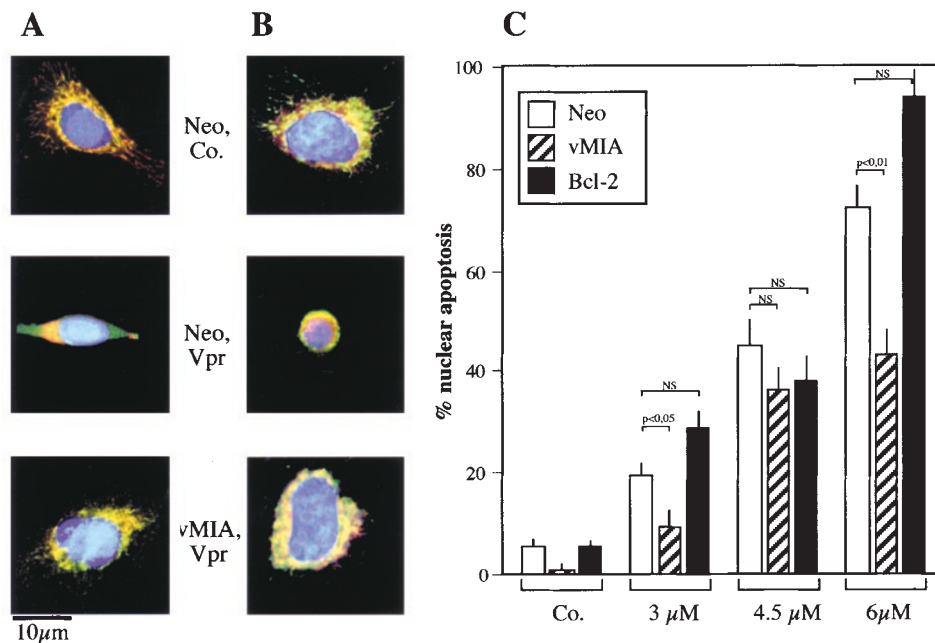 A
B
C
Neo,
Co.
Neo,
Vpr
vMIA,
Vpr
10μm
% nuclear apoptosis
100
80
60
40
20
0
Neo
vMIA
Bcl-2
NS
p<0,01
NS
NS
NS
p<0,05
Co.
3 μM
4.5 μM
6μM